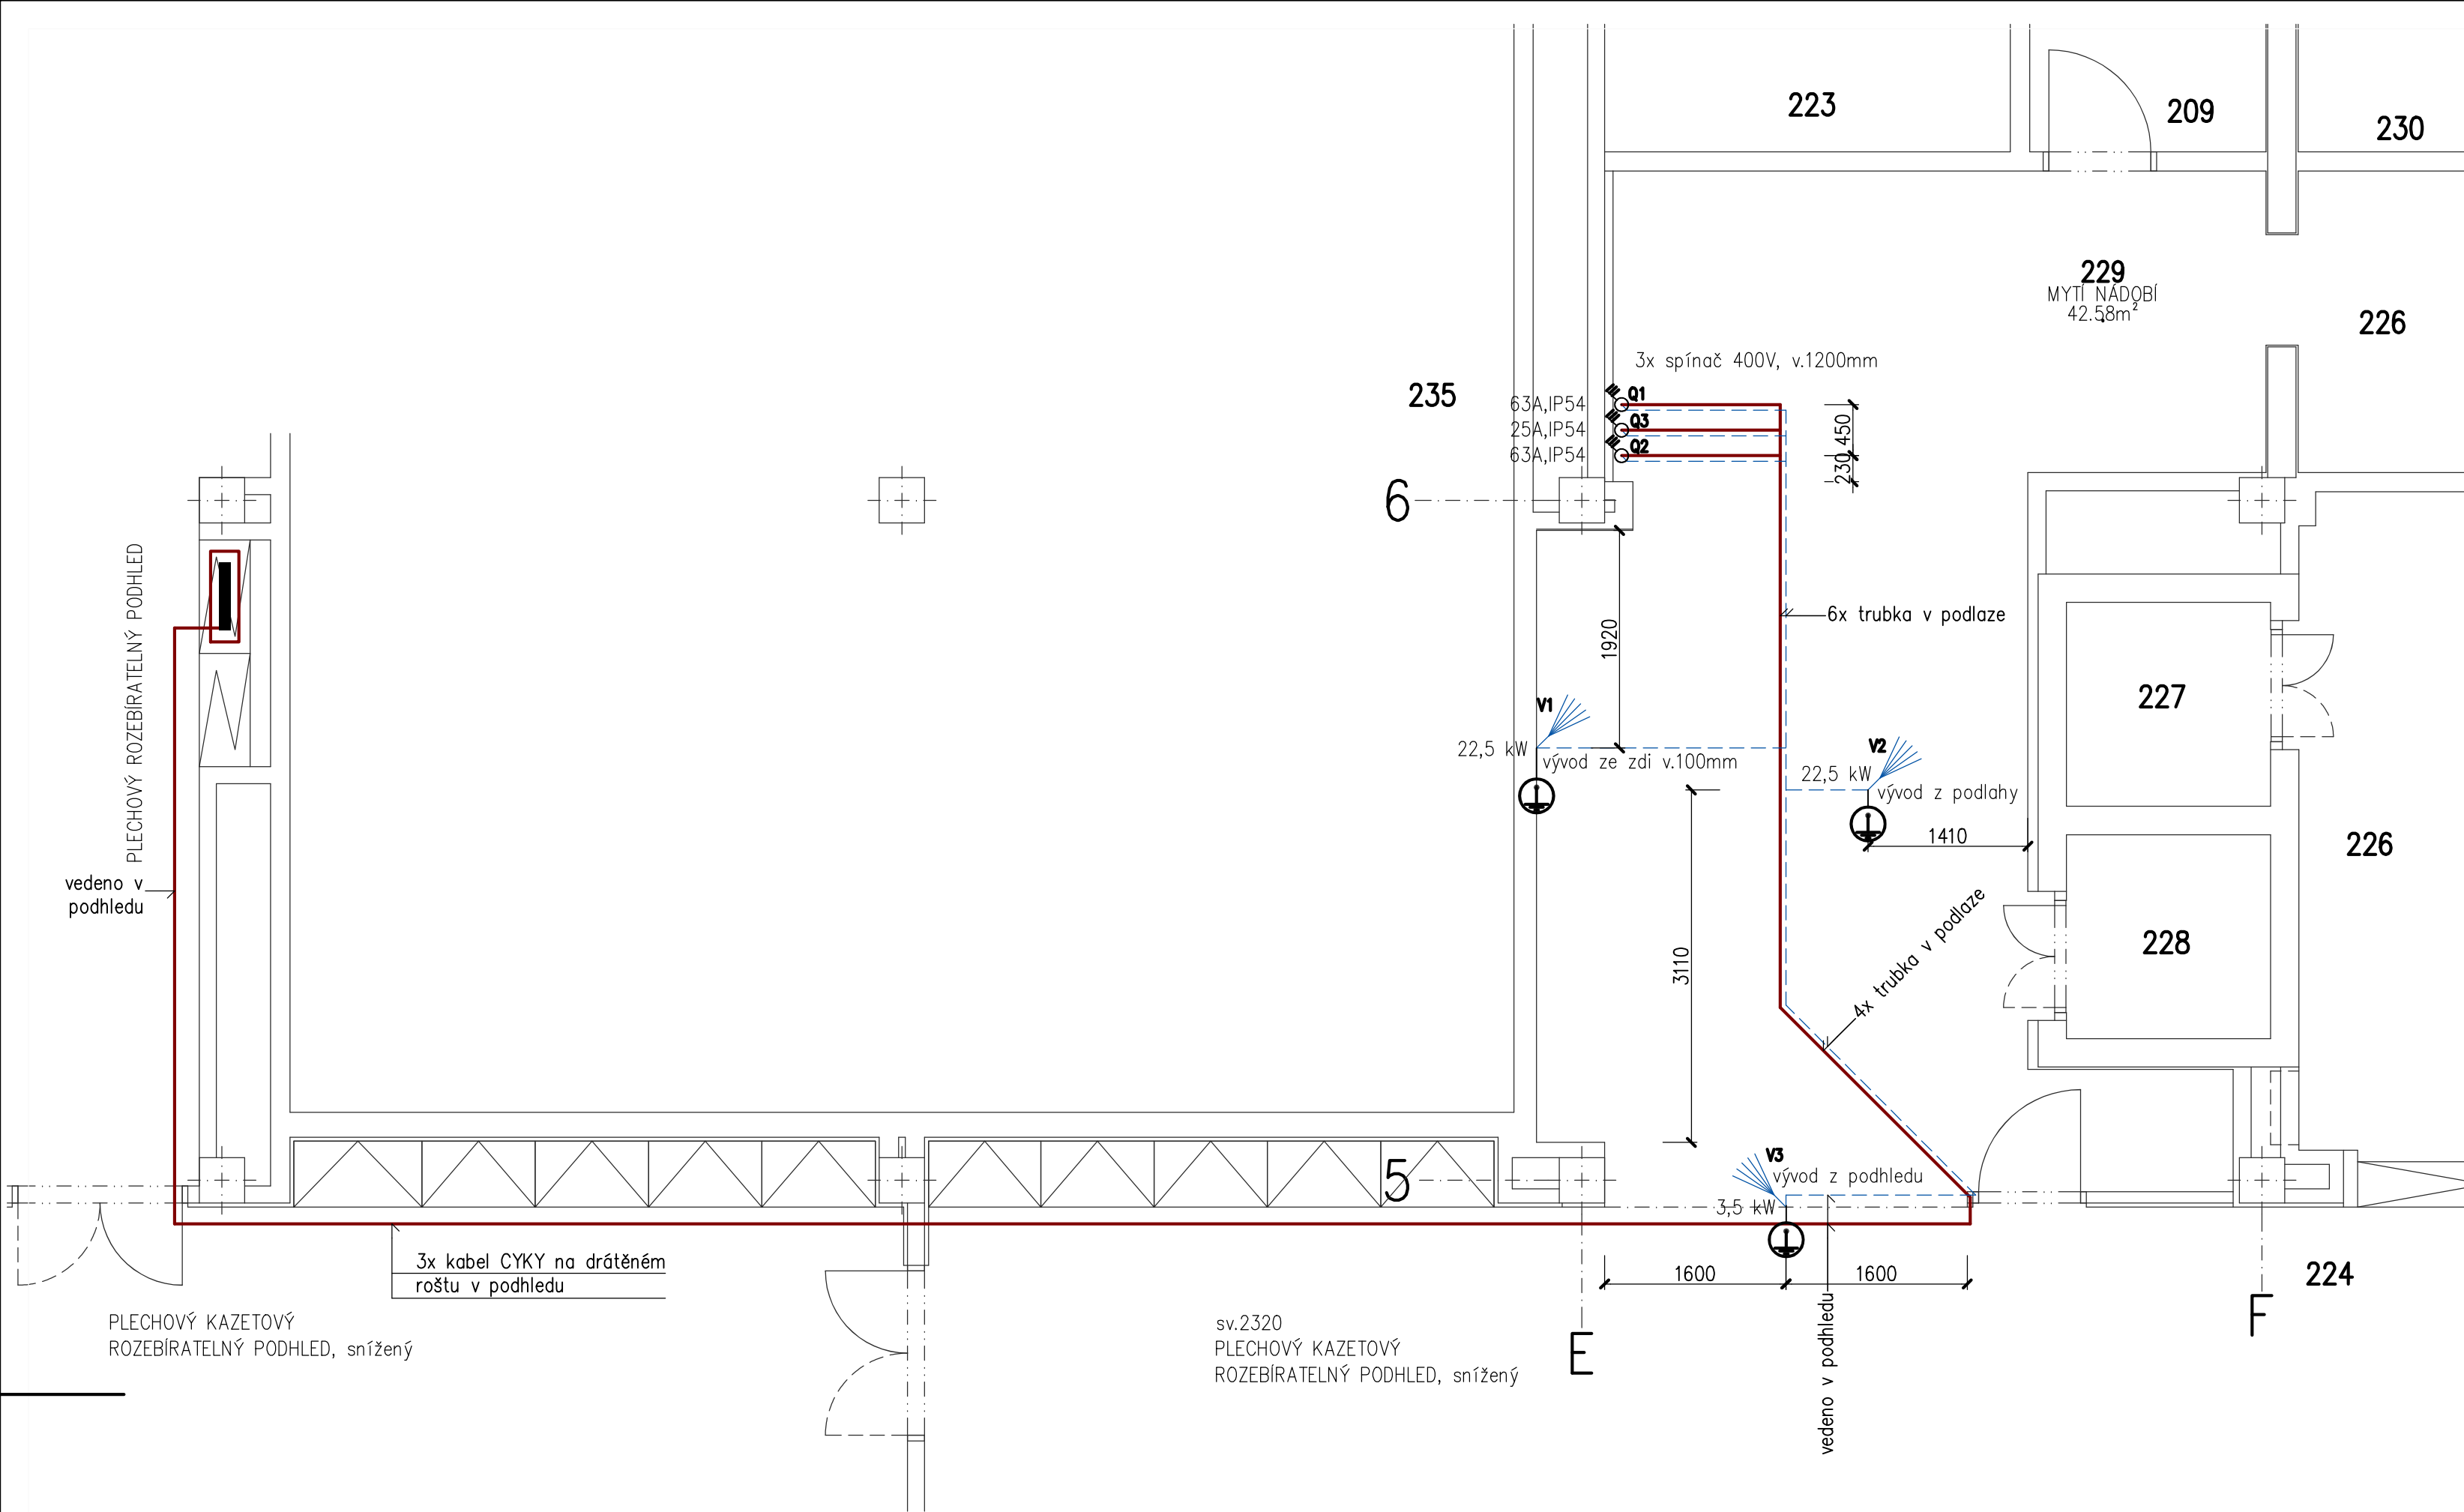 223
209
230
229
MYTÍ NÁDOBÍ
42.58m²
226
3x spínač 400V, v.1200mm
235
63A,IP54
Q1
25A,IP54
Q3
63A,IP54
Q2
450
230
6
PLECHOVÝ ROZEBÍRATELNÝ PODHLED
1920
6x trubka v podlaze
227
V1
22,5 kW
vývod ze zdi v.100mm
V2
22,5 kW
vývod z podlahy
1410
226
vedeno v
podhledu
3110
4x trubka v podlaze
228
5
V3
vývod z podhledu
3,5 kW
3x kabel CYKY na drátěném
roštu v podhledu
1600
1600
224
PLECHOVÝ KAZETOVÝ
ROZEBÍRATELNÝ PODHLED, snížený
sv.2320
PLECHOVÝ KAZETOVÝ
ROZEBÍRATELNÝ PODHLED, snížený
E
vedeno v podhledu
F